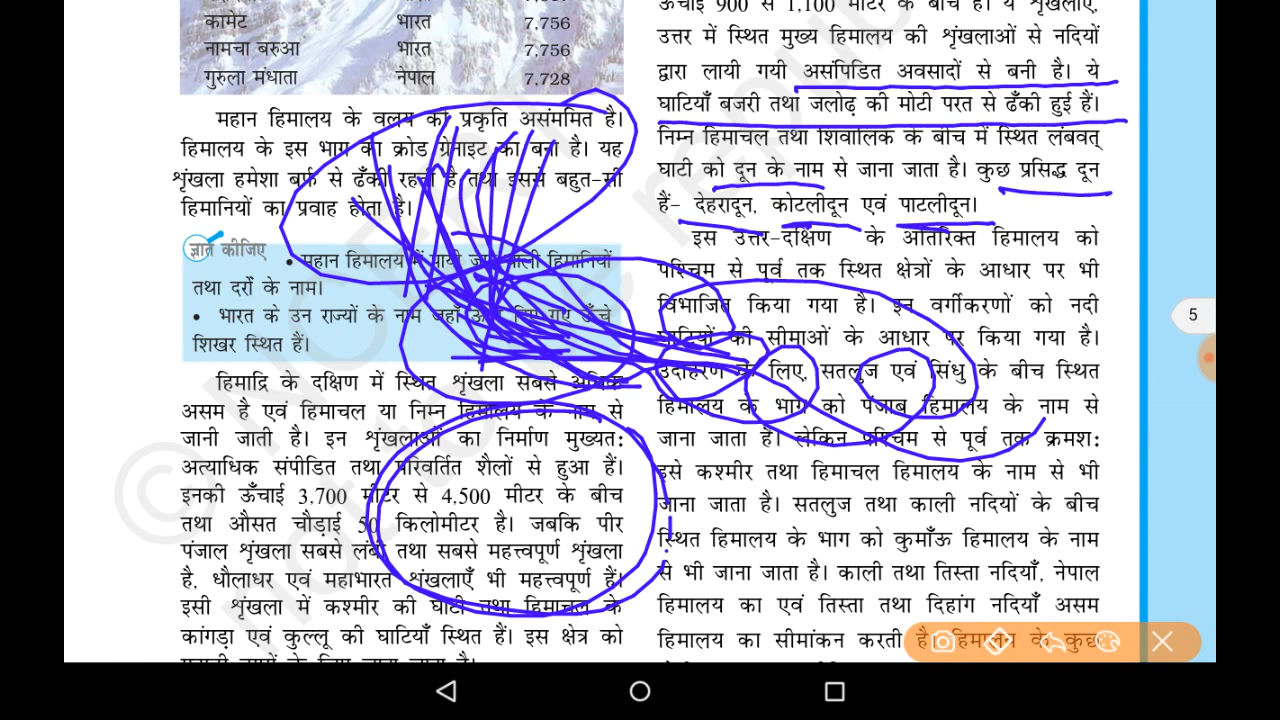 कामेट भारत 7,756
नामचा बरुआ भारत 7,756
गुरुला मंधाता नेपाल 7,728
महान हिमालय के वलय की प्रकृति असंममित है।
हिमालय के इस भाग का क्रोड ग्रेनाइट का बना है। यह
शृंखला हमेशा बर्फ से ढँकी रहती है तथा इससे बहुत-सी
हिमानियों का प्रवाह होता है।
ज्ञात कीजिए • महान हिमालय में पायी जाने वाली हिमानियों
तथा दर्रों के नाम।
• भारत के उन राज्यों के नाम जहाँ ऊपर दिए गए ऊँचे
शिखर स्थित हैं।
हिमाद्रि के दक्षिण में स्थित शृंखला सबसे अधिक
असम है एवं हिमाचल या निम्न हिमालय के नाम से
जानी जाती है। इन शृंखलाओं का निर्माण मुख्यत:
अत्याधिक संपीडित तथा परिवर्तित शैलों से हुआ हैं।
इनकी ऊँचाई 3,700 मीटर से 4,500 मीटर के बीच
तथा औसत चौड़ाई 50 किलोमीटर है। जबकि पीर
पंजाल शृंखला सबसे लंबी तथा सबसे महत्त्वपूर्ण शृंखला
है, धौलाधर एवं महाभारत शृंखलाएँ भी महत्त्वपूर्ण हैं।
इसी शृंखला में कश्मीर की घाटी तथा हिमाचल के
कांगड़ा एवं कुल्लू की घाटियाँ स्थित हैं। इस क्षेत्र को
ऊँचाई 900 से 1,100 मीटर के बीच है। ये शृंखलाएँ,
उत्तर में स्थित मुख्य हिमालय की शृंखलाओं से नदियों
द्वारा लायी गयी असंपिडित अवसादों से बनी है। ये
घाटियाँ बजरी तथा जलोढ़ की मोटी परत से ढँकी हुई हैं।
निम्न हिमाचल तथा शिवालिक के बीच में स्थित लंबवत्
घाटी को दून के नाम से जाना जाता है। कुछ प्रसिद्ध दून
हैं- देहरादून, कोटलीदून एवं पाटलीदून।
इस उत्तर-दक्षिण के अतिरिक्त हिमालय को
पश्चिम से पूर्व तक स्थित क्षेत्रों के आधार पर भी
विभाजित किया गया है। इन वर्गीकरणों को नदी
घाटियों की सीमाओं के आधार पर किया गया है।
उदाहरण के लिए, सतलुज एवं सिंधु के बीच स्थित
हिमालय के भाग को पंजाब हिमालय के नाम से
जाना जाता है। लेकिन पश्चिम से पूर्व तक क्रमश:
इसे कश्मीर तथा हिमाचल हिमालय के नाम से भी
जाना जाता है। सतलुज तथा काली नदियों के बीच
स्थित हिमालय के भाग को कुमाँऊ हिमालय के नाम
से भी जाना जाता है। काली तथा तिस्ता नदियाँ, नेपाल
हिमालय का एवं तिस्ता तथा दिहांग नदियाँ असम
हिमालय का सीमांकन करती है। हिमालय के कुछ
5